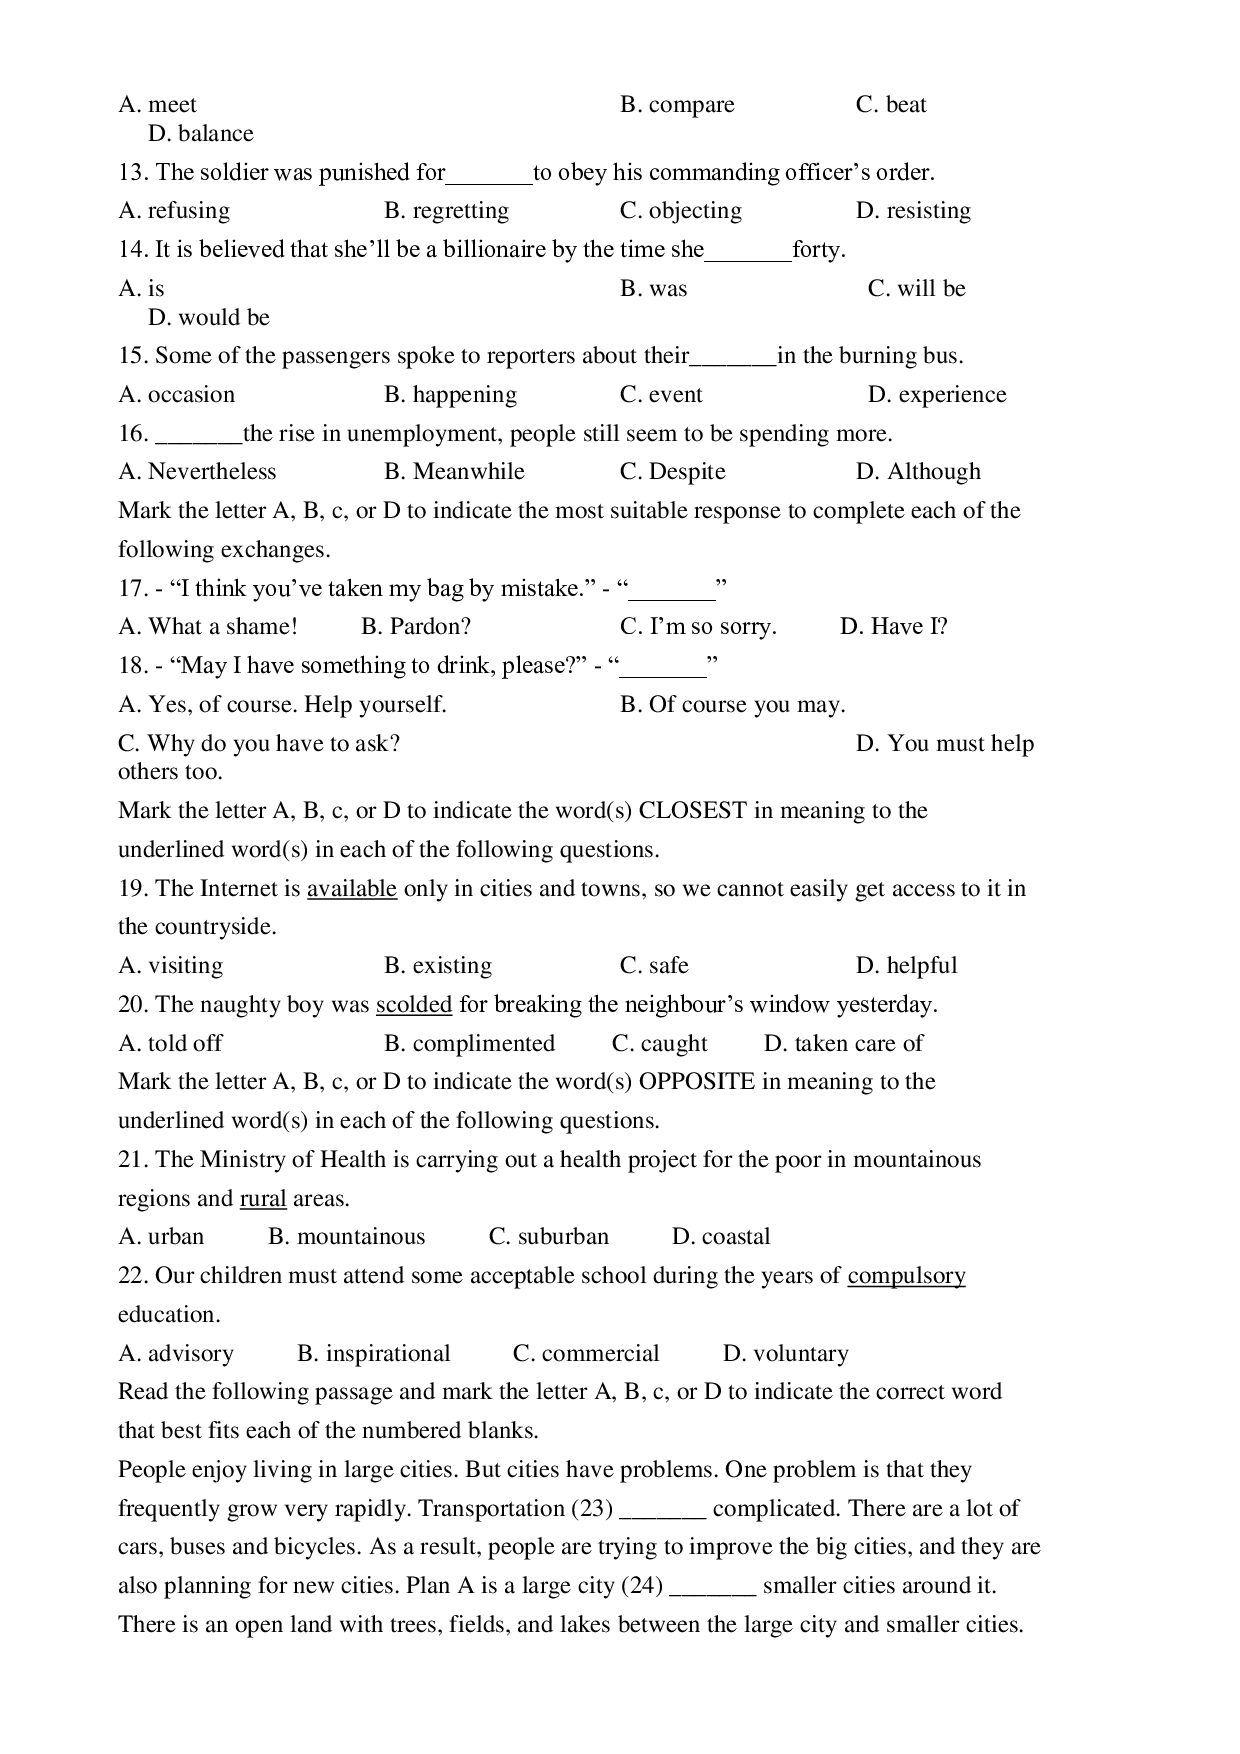 A. meet B. compare C. beat
D. balance
13. The soldier was punished for_______to obey his commanding officer’s order.
A. refusing B. regretting C. objecting D. resisting
14. It is believed that she’ll be a billionaire by the time she_______forty.
A. is B. was C. will be
D. would be
15. Some of the passengers spoke to reporters about their_______in the burning bus.
A. occasion B. happening C. event D. experience
16. _______the rise in unemployment, people still seem to be spending more.
A. Nevertheless B. Meanwhile C. Despite D. Although
Mark the letter A, B, c, or D to indicate the most suitable response to complete each of the
following exchanges.
17. - “I think you’ve taken my bag by mistake.” - “_______”
A. What a shame! B. Pardon? C. I’m so sorry. D. Have I?
18. - “May I have something to drink, please?” - “_______”
A. Yes, of course. Help yourself. B. Of course you may.
C. Why do you have to ask? D. You must help
others too.
Mark the letter A, B, c, or D to indicate the word(s) CLOSEST in meaning to the
underlined word(s) in each of the following questions.
19. The Internet is available only in cities and towns, so we cannot easily get access to it in
the countryside.
A. visiting B. existing C. safe D. helpful
20. The naughty boy was scolded for breaking the neighbour’s window yesterday.
A. told off B. complimented C. caught D. taken care of
Mark the letter A, B, c, or D to indicate the word(s) OPPOSITE in meaning to the
underlined word(s) in each of the following questions.
21. The Ministry of Health is carrying out a health project for the poor in mountainous
regions and rural areas.
A. urban B. mountainous C. suburban D. coastal
22. Our children must attend some acceptable school during the years of compulsory
education.
A. advisory B. inspirational C. commercial D. voluntary
Read the following passage and mark the letter A, B, c, or D to indicate the correct word
that best fits each of the numbered blanks.
People enjoy living in large cities. But cities have problems. One problem is that they
frequently grow very rapidly. Transportation (23) _______ complicated. There are a lot of
cars, buses and bicycles. As a result, people are trying to improve the big cities, and they are
also planning for new cities. Plan A is a large city (24) _______ smaller cities around it.
There is an open land with trees, fields, and lakes between the large city and smaller cities.